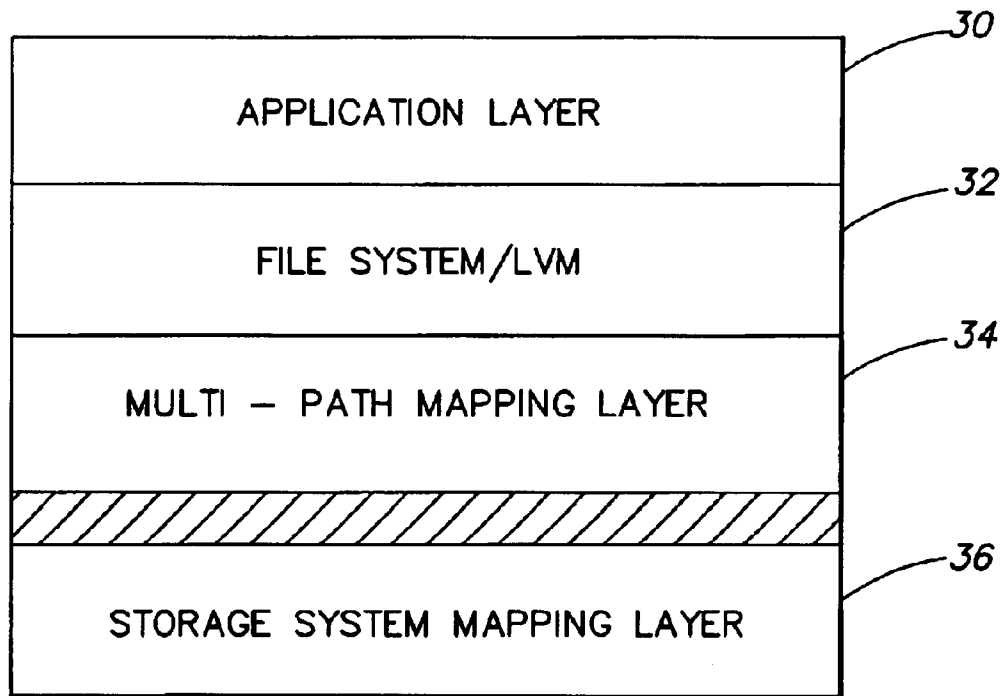 30
APPLICATION LAYER
32
FILE SYSTEM/LVM
34
MULTI – PATH MAPPING LAYER
36
STORAGE SYSTEM MAPPING LAYER